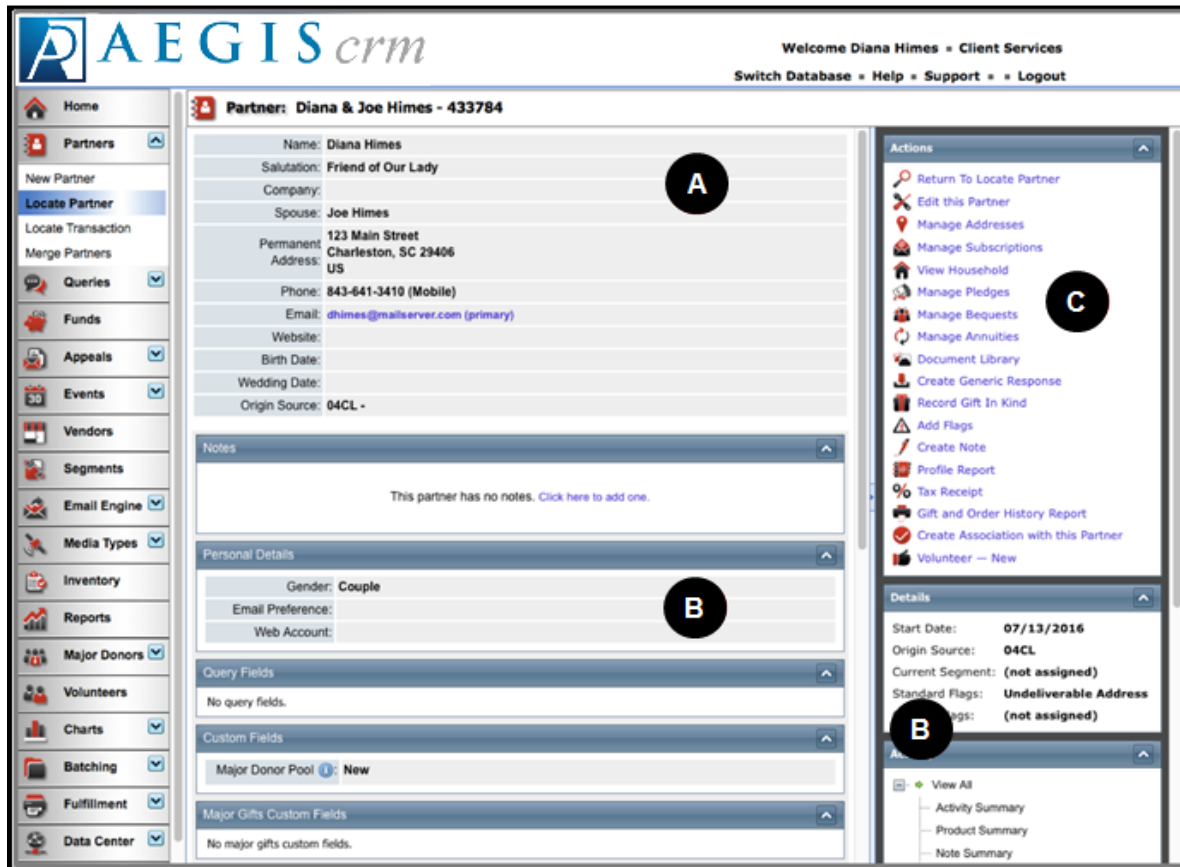 AEGIS crm
Welcome Diana Himes ▪ Client Services
Switch Database ▪ Help ▪ Support ▪ ▪ Logout
Home
Partners
New Partner
Locate Partner
Locate Transaction
Merge Partners
Queries
Funds
Appeals
Events
Vendors
Segments
Email Engine
Media Types
Inventory
Reports
Major Donors
Volunteers
Charts
Batching
Fulfillment
Data Center
Partner: Diana & Joe Himes - 433784
Name: Diana Himes
Salutation: Friend of Our Lady
Company:
Spouse: Joe Himes
Permanent Address: 123 Main Street
Charleston, SC 29406
US
Phone: 843-641-3410 (Mobile)
Email: dhimes@mailserver.com (primary)
Website:
Birth Date:
Wedding Date:
Origin Source: 04CL -
A
Notes
This partner has no notes. Click here to add one.
Personal Details
Gender: Couple
Email Preference:
Web Account:
B
Query Fields
No query fields.
Custom Fields
Major Donor Pool : New
Major Gifts Custom Fields
No major gifts custom fields.
Actions
Return To Locate Partner
Edit this Partner
Manage Addresses
Manage Subscriptions
View Household
Manage Pledges
Manage Bequests
Manage Annuities
Document Library
Create Generic Response
Record Gift In Kind
Add Flags
Create Note
Profile Report
Tax Receipt
Gift and Order History Report
Create Association with this Partner
Volunteer — New
C
Details
Start Date: 07/13/2016
Origin Source: 04CL
Current Segment: (not assigned)
Standard Flags: Undeliverable Address
(not assigned)
B
View All
Activity Summary
Product Summary
Note Summary